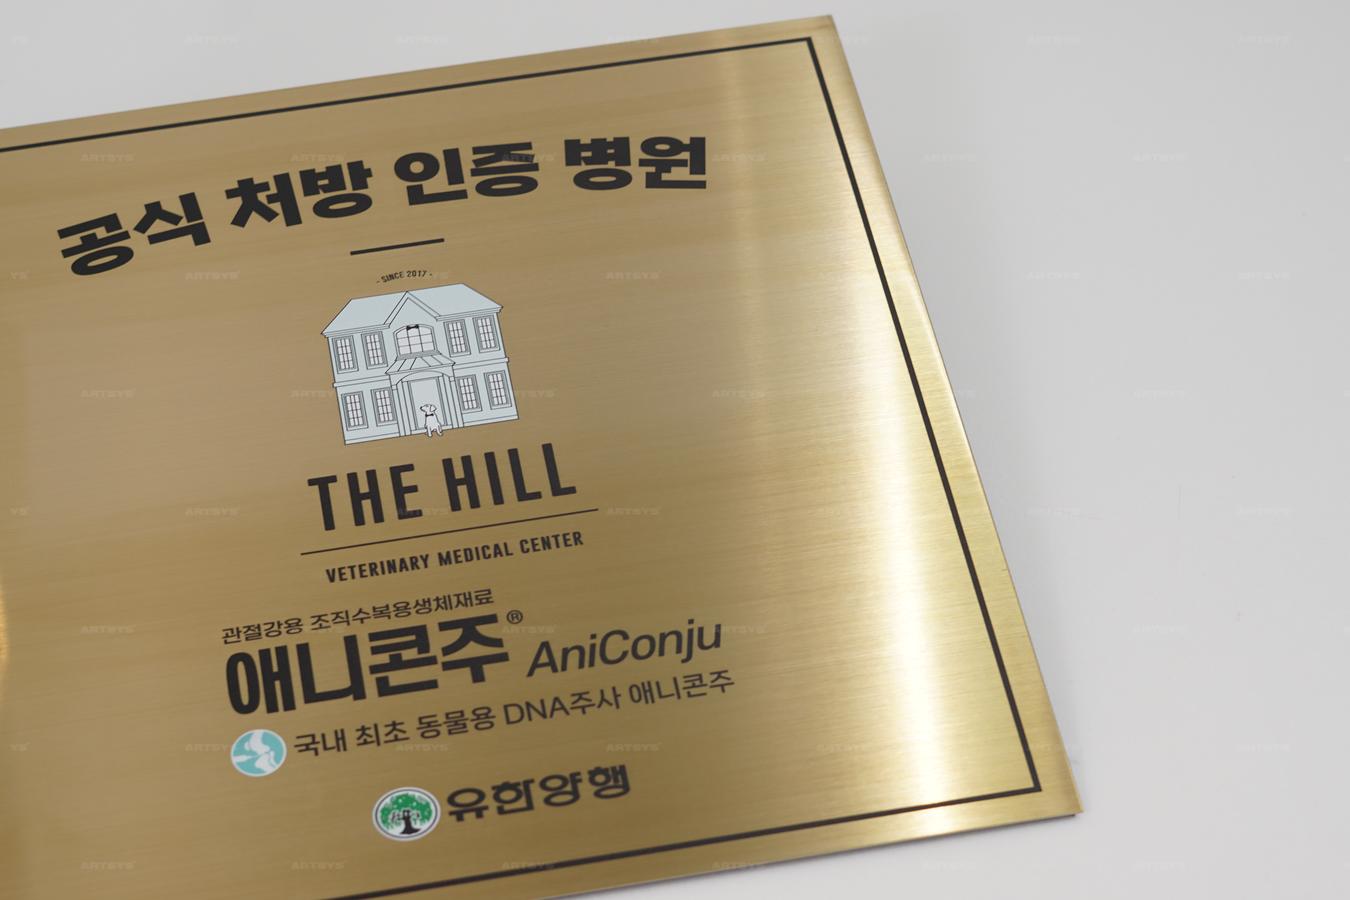 공식 처방 인증 병원
- SINCE 2017 -
THE HILL
VETERINARY MEDICAL CENTER
관절강용 조직수복용생체재료
애니콘주® AniConju
국내 최초 동물용 DNA주사 애니콘주
유한양행
ARTSYS